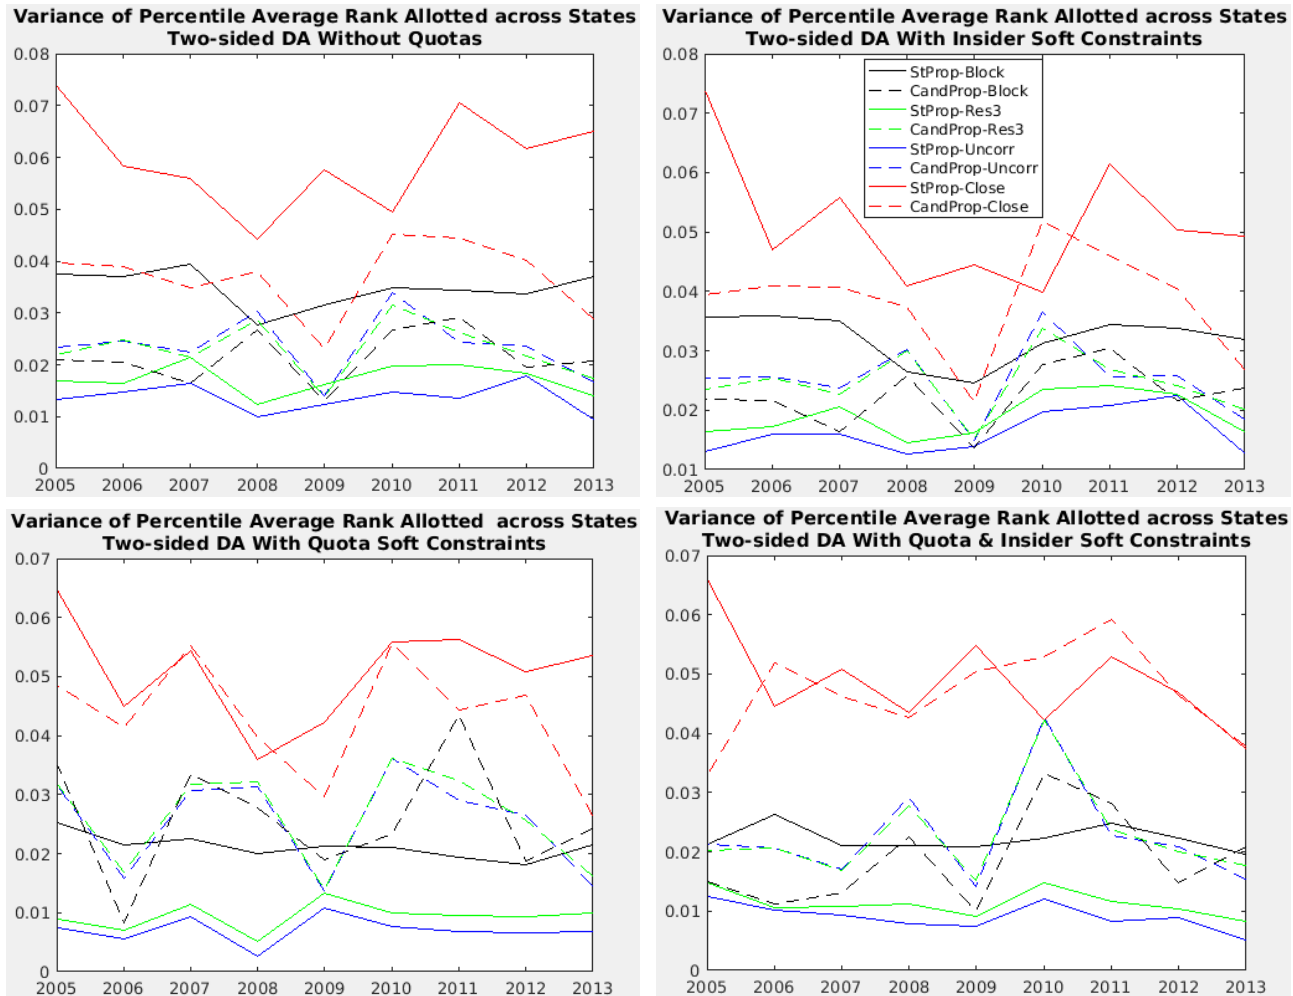 Variance of Percentile Average Rank Allotted across States
Two-sided DA Without Quotas
0.08
0.07
0.06
0.05
0.04
0.03
0.02
0.01
0
2005 2006 2007 2008 2009 2010 2011 2012 2013
Variance of Percentile Average Rank Allotted across States
Two-sided DA With Insider Soft Constraints
0.08
0.07
0.06
0.05
0.04
0.03
0.02
0.01
StProp-Block
CandProp-Block
StProp-Res3
CandProp-Res3
StProp-Uncorr
CandProp-Uncorr
StProp-Close
CandProp-Close
2005 2006 2007 2008 2009 2010 2011 2012 2013
Variance of Percentile Average Rank Allotted across States
Two-sided DA With Quota Soft Constraints
0.07
0.06
0.05
0.04
0.03
0.02
0.01
0
2005 2006 2007 2008 2009 2010 2011 2012 2013
Variance of Percentile Average Rank Allotted across States
Two-sided DA With Quota & Insider Soft Constraints
0.07
0.06
0.05
0.04
0.03
0.02
0.01
0
2005 2006 2007 2008 2009 2010 2011 2012 2013